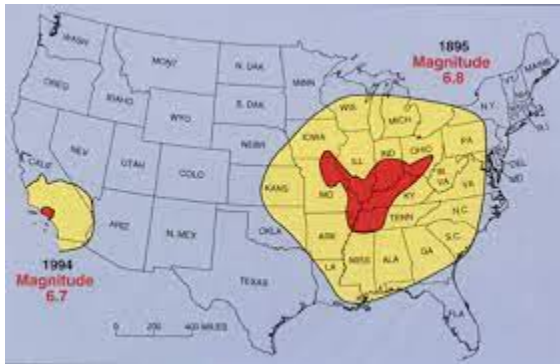 WASH
MONT
N. DAK
MINN
OREG
IDAHO
S. DAK
WYO
WIS
MICH
1895
Magnitude
6.8
MAINE
VT
N.Y.
NEBR
IOWA
NEV
UTAH
COLO
CALIF
ILL
IND
OHIO
PA
R.I.
DEL
MD
W.
VA
VA
KANS
MO
KY
ARIZ
N. MEX
OKLA
ARK
TENN
N.C.
S.C.
TEXAS
LA
MISS
ALA
GA
FLA
1994
Magnitude
6.7
0 200 400 MILES